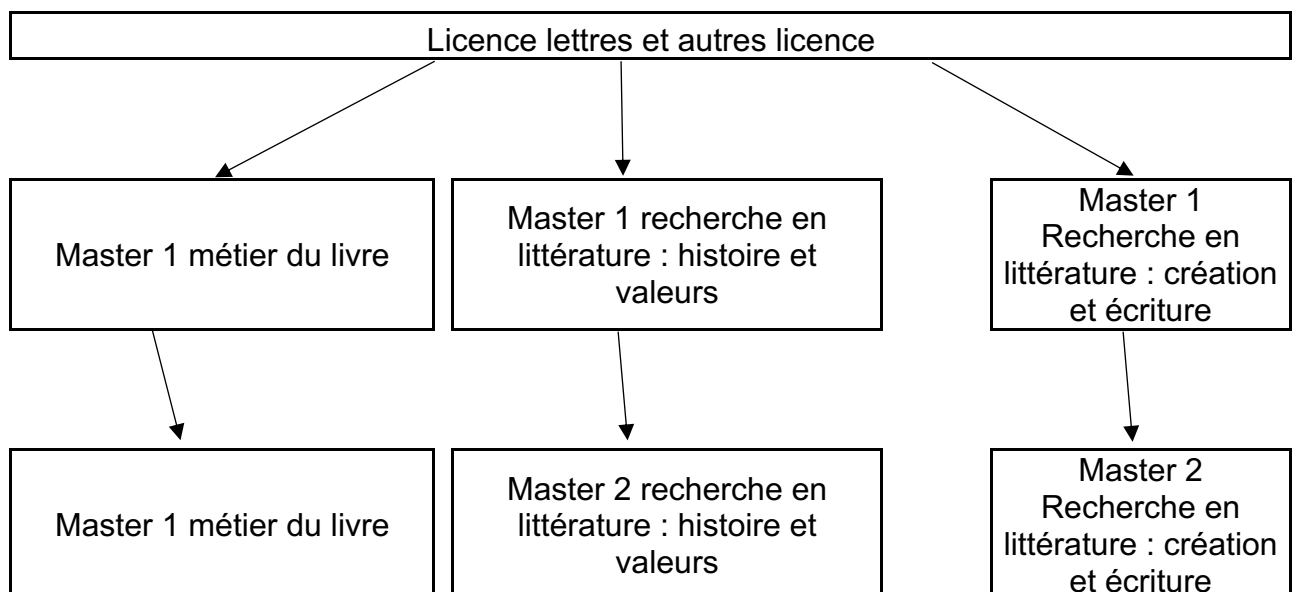 Licence lettres et autres licence
Master 1 métier du livre
Master 1 recherche en
littérature : histoire et
valeurs
Master 1
Recherche en
littérature : création
et écriture
Master 1 métier du livre
Master 2 recherche en
littérature : histoire et
valeurs
Master 2
Recherche en
littérature : création
et écriture